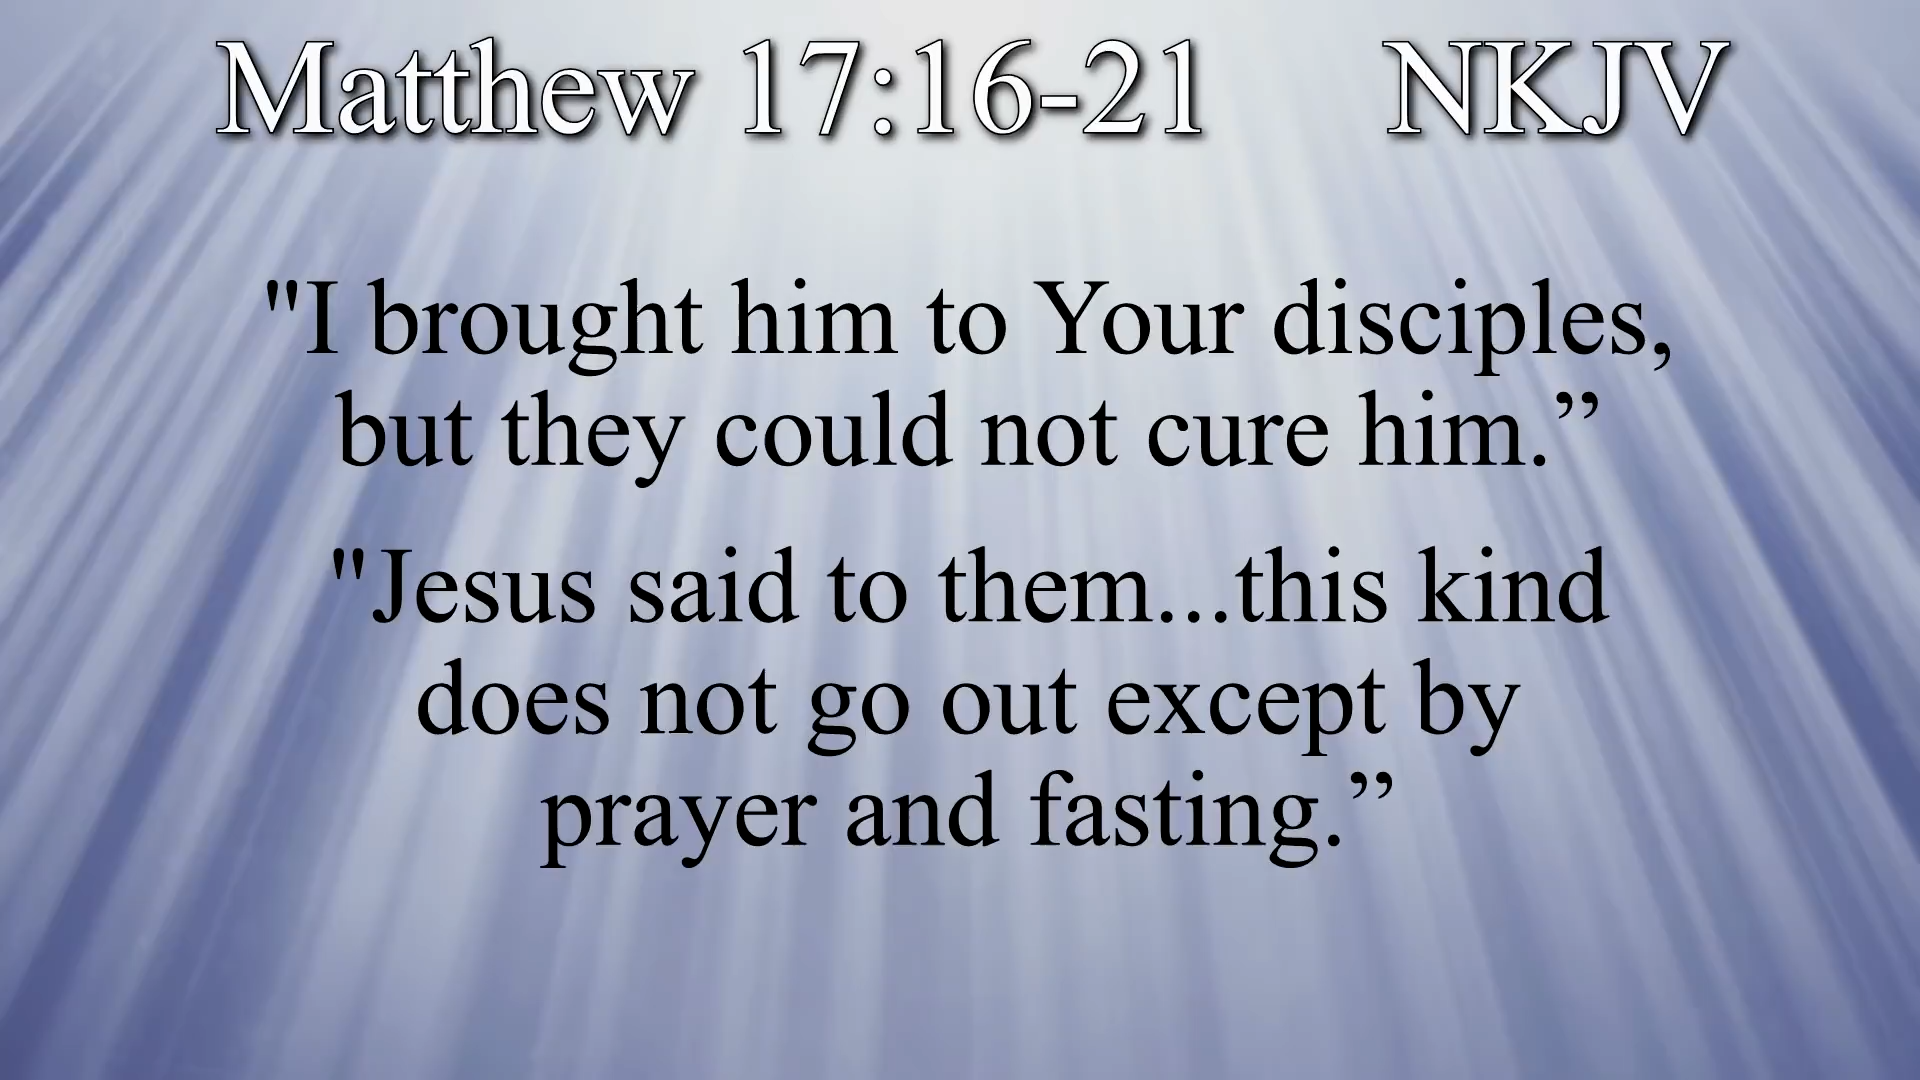 Matthew 17:16-21 NKJV
"I brought him to Your disciples,
but they could not cure him.”
"Jesus said to them...this kind
does not go out except by
prayer and fasting.”